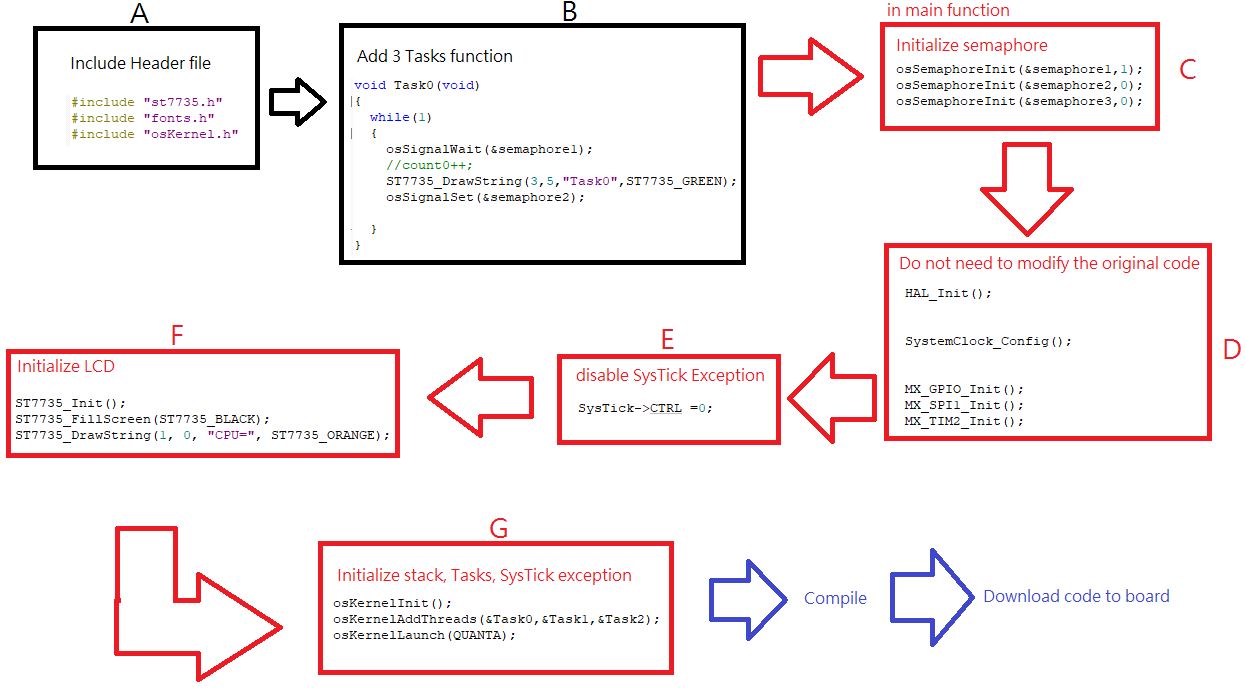 A
Include Header file
#include "st7735.h"
#include "fonts.h"
#include "osKernel.h"
B
Add 3 Tasks function
void Task0(void)
{
while(1)
{
osSignalWait(&semaphore1);
//count0++;
ST7735_DrawString(3,5,"Task0",ST7735_GREEN);
osSignalSet(&semaphore2);
}
}
in main function
Initialize semaphore
osSemaphoreInit(&semaphore1,1);
osSemaphoreInit(&semaphore2,0);
osSemaphoreInit(&semaphore3,0);
C
Do not need to modify the original code
HAL_Init();
SystemClock_Config();
MX_GPIO_Init();
MX_SPI1_Init();
MX_TIM2_Init();
D
E
disable SysTick Exception
SysTick->CTRL =0;
F
Initialize LCD
ST7735_Init();
ST7735_FillScreen(ST7735_BLACK);
ST7735_DrawString(1, 0, "CPU=", ST7735_ORANGE);
G
Initialize stack, Tasks, SysTick exception
osKernelInit();
osKernelAddThreads(&Task0,&Task1,&Task2);
osKernelLaunch(QUANTA);
Compile
Download code to board